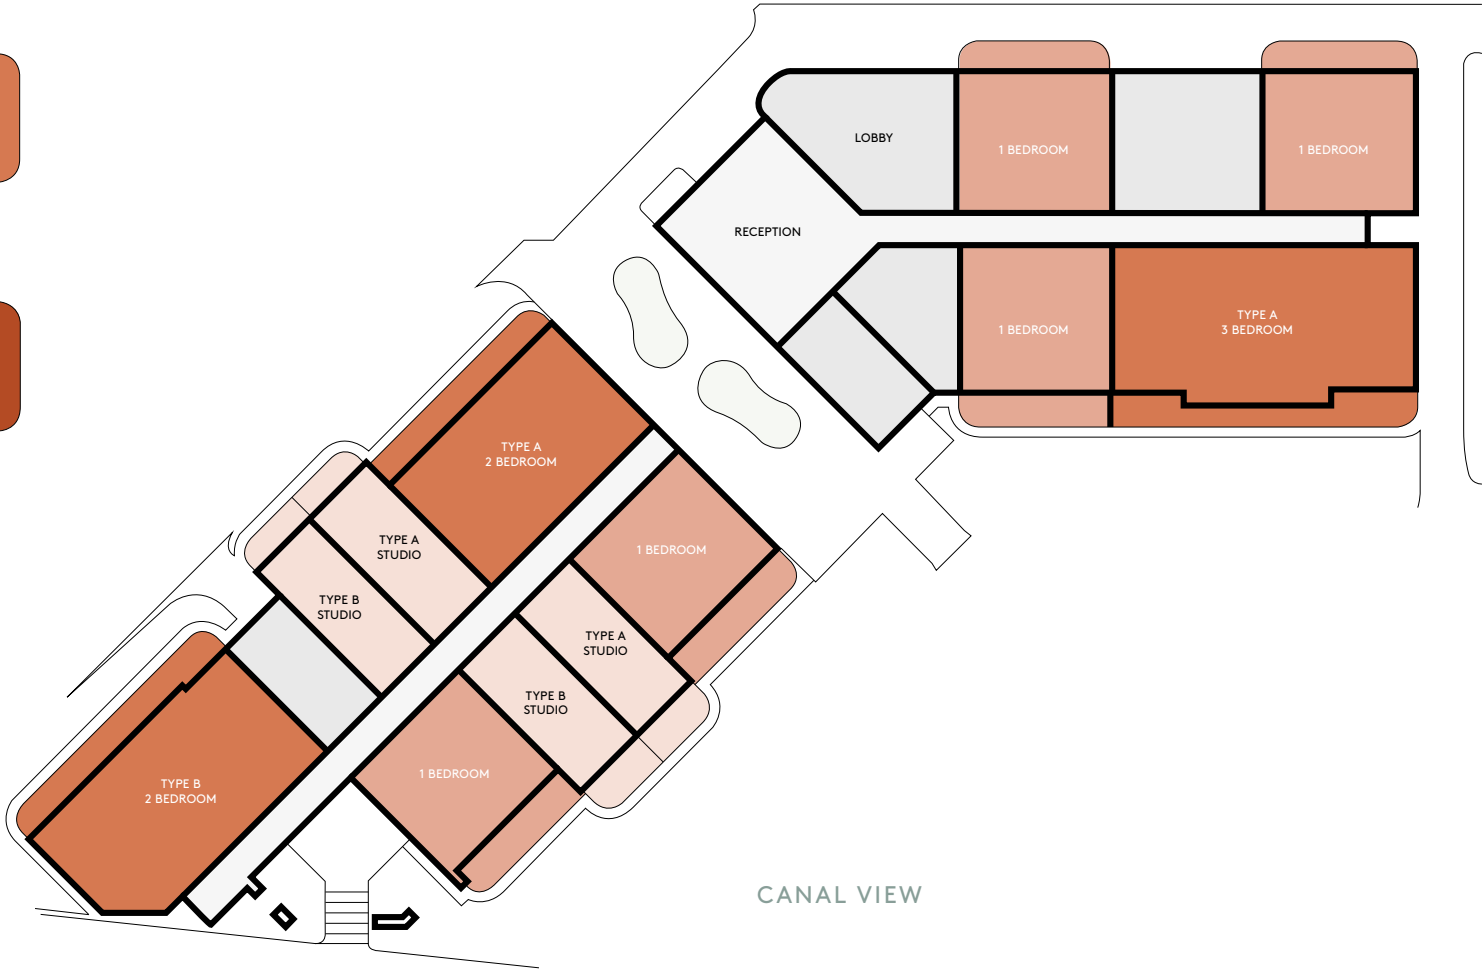 LOBBY
1 BEDROOM
1 BEDROOM
RECEPTION
1 BEDROOM
TYPE A
3 BEDROOM
TYPE A
2 BEDROOM
TYPE A
STUDIO
1 BEDROOM
TYPE B
STUDIO
TYPE A
STUDIO
TYPE B
STUDIO
1 BEDROOM
TYPE B
2 BEDROOM
CANAL VIEW